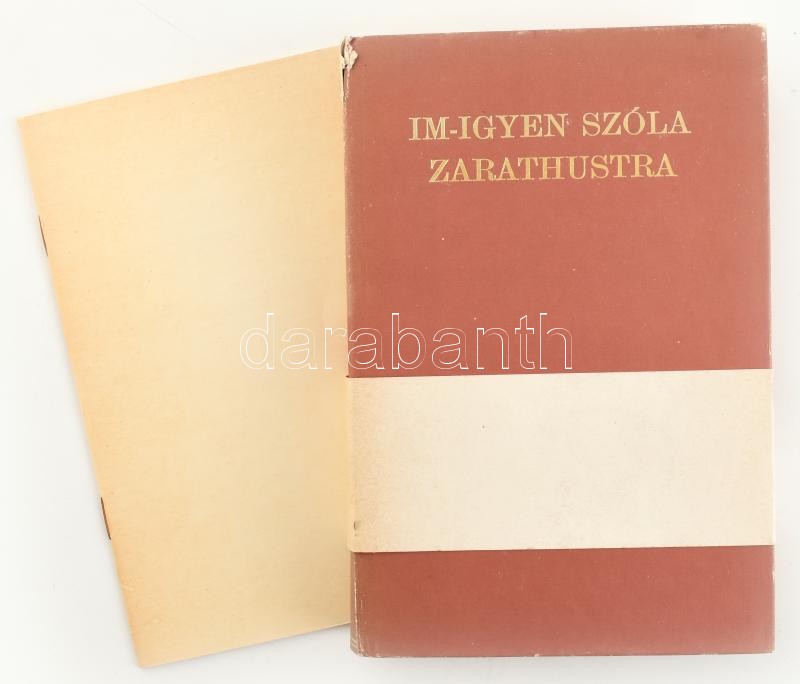 IM-IGYEN SZÓLA
ZARATHUSTRA
darabanth